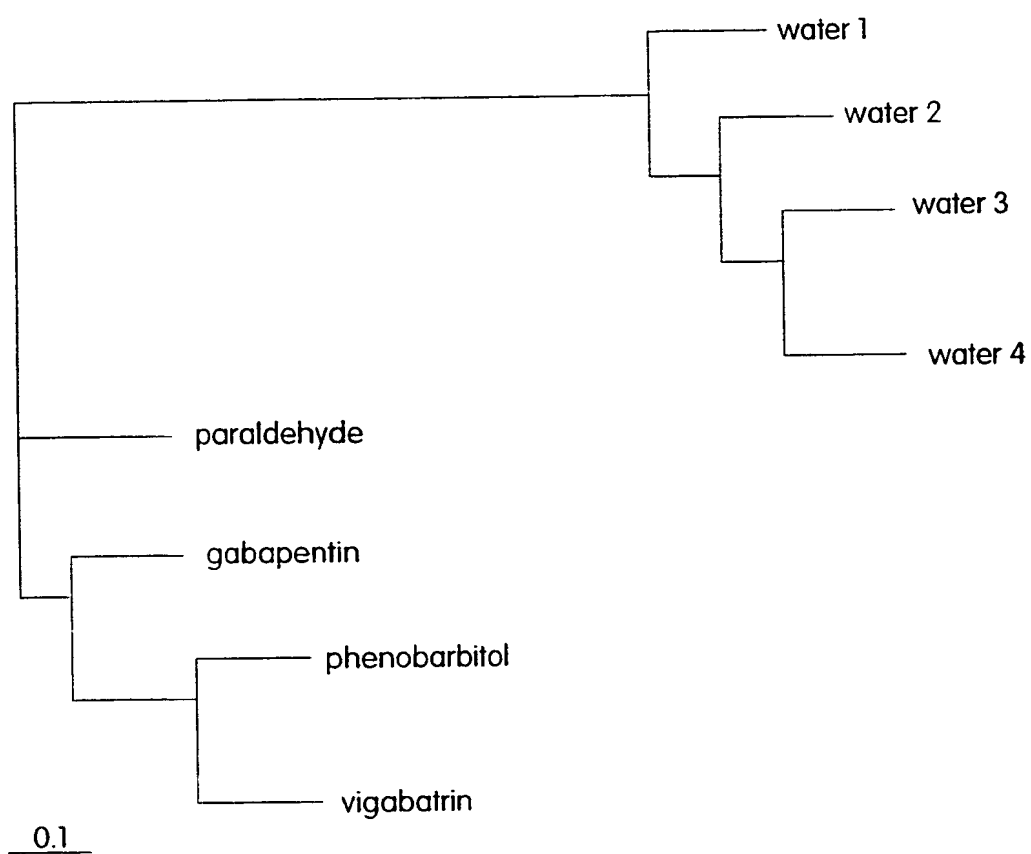 water 1
water 2
water 3
water 4
paraldehyde
gabapentin
phenobarbitol
vigabatrin
0.1